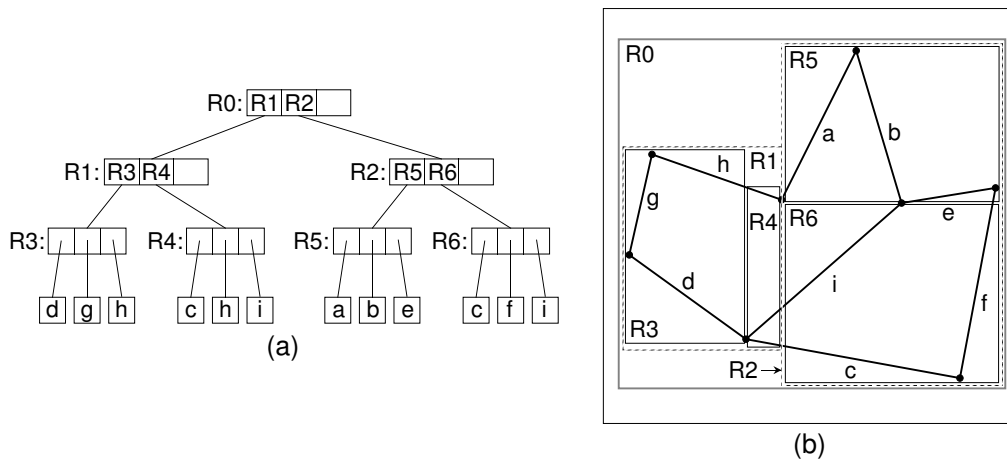 R0: R1 R2
R1: R3 R4
R2: R5 R6
R3:
R4:
R5:
R6:
d g h
c h i
a b e
c f i
(a)
R0
R5
a
b
h
R1
g
R4
R6
e
d
i
f
R3
R2
c
(b)